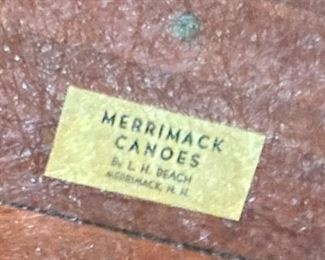 MERRIMACK
CANOES
By L. H. BEACH
MERRIMACK, N. H.